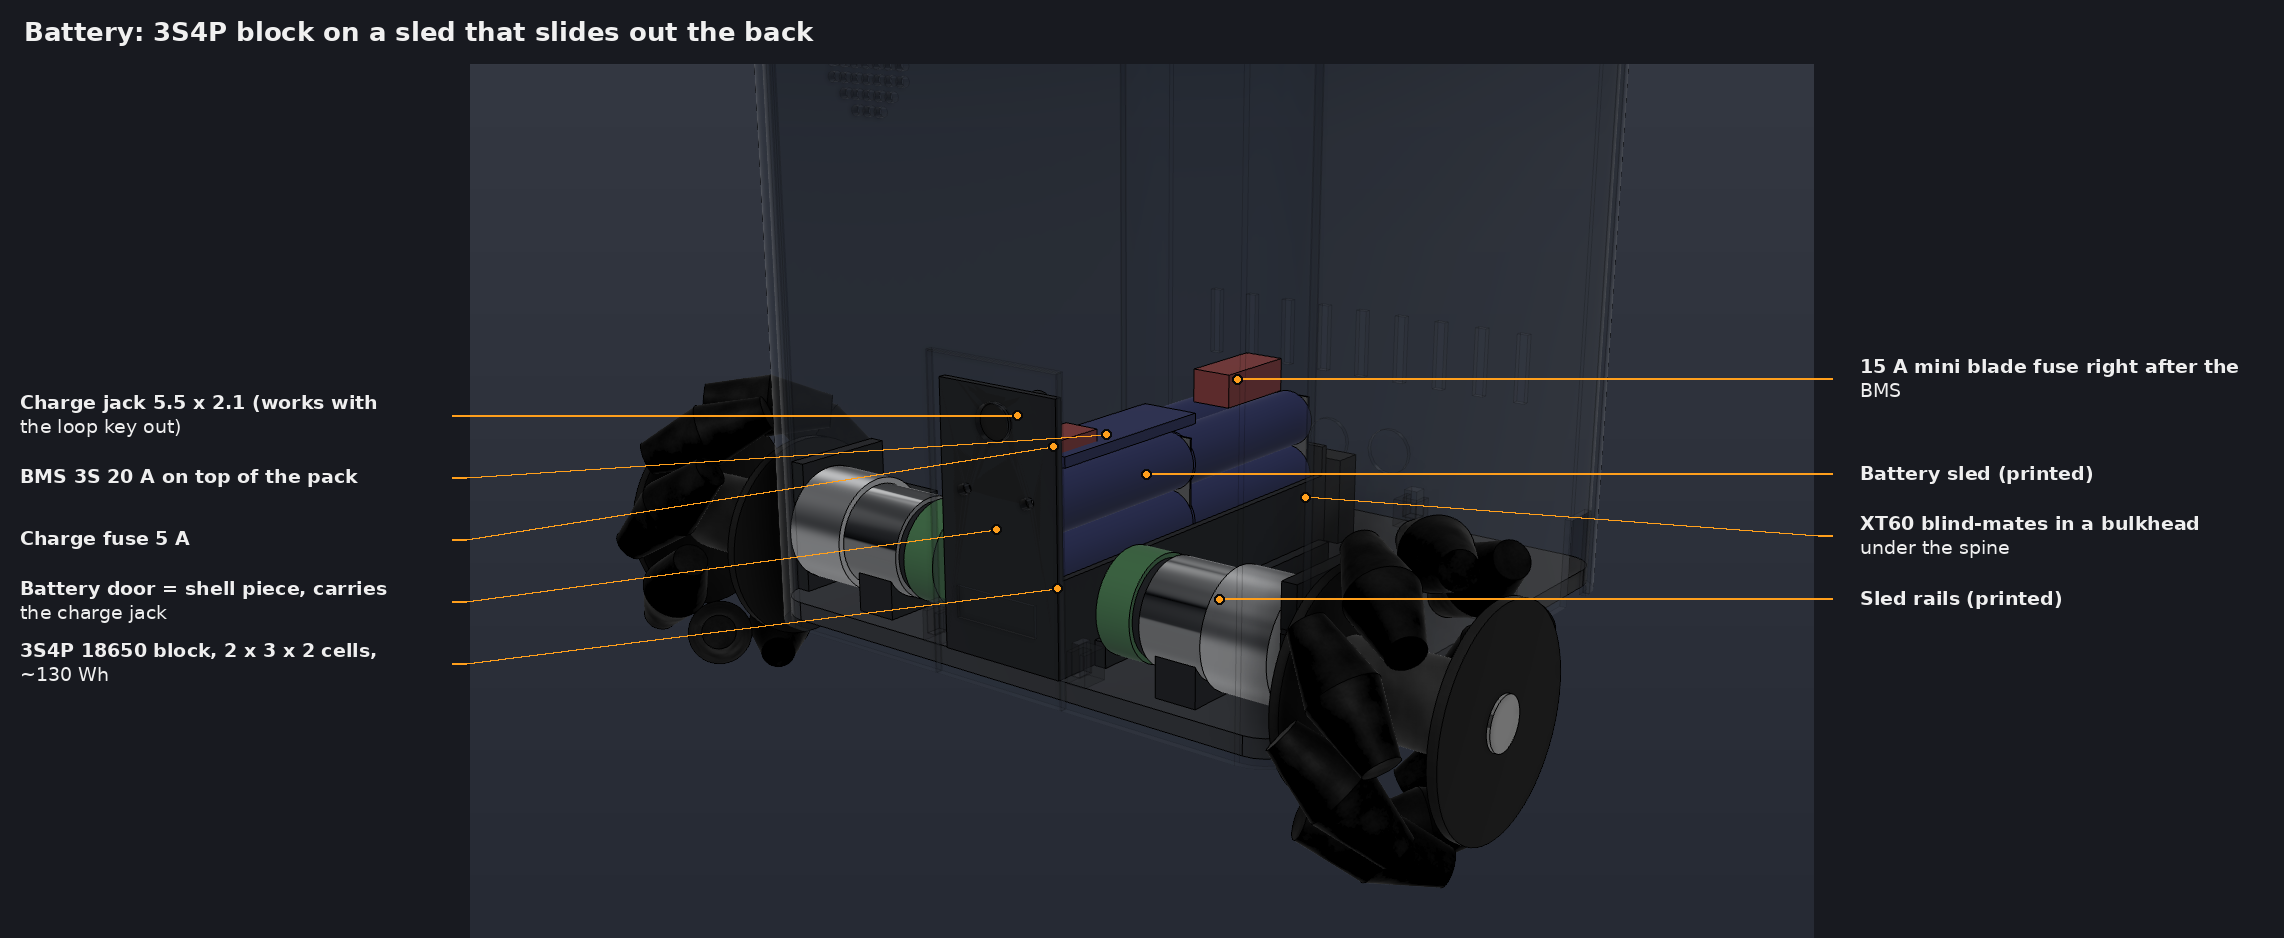 Battery: 3S4P block on a sled that slides out the back
Charge jack 5.5 x 2.1 (works with
the loop key out)
BMS 3S 20 A on top of the pack
Charge fuse 5 A
Battery door = shell piece, carries
the charge jack
3S4P 18650 block, 2 x 3 x 2 cells,
~130 Wh
15 A mini blade fuse right after the
BMS
Battery sled (printed)
XT60 blind-mates in a bulkhead
under the spine
Sled rails (printed)